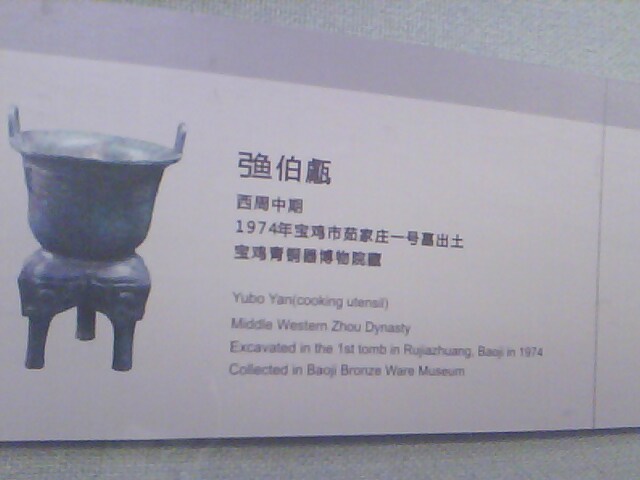 𢐗伯甗
西周中期
1974年宝鸡市茹家庄一号墓出土
宝鸡青铜器博物院藏
Yubo Yan(cooking utensil)
Middle Western Zhou Dynasty
Excavated in the 1st tomb in Rujiazhuang, Baoji in 1974
Collected in Baoji Bronze Ware Museum